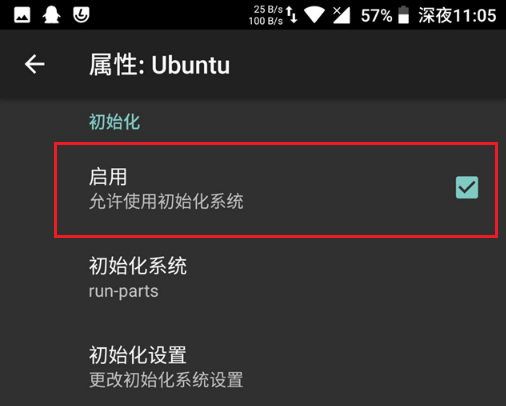 25 B/s
100 B/s
57%
深夜11:05
属性: Ubuntu
初始化
启用
允许使用初始化系统
初始化系统
run-parts
初始化设置
更改初始化系统设置